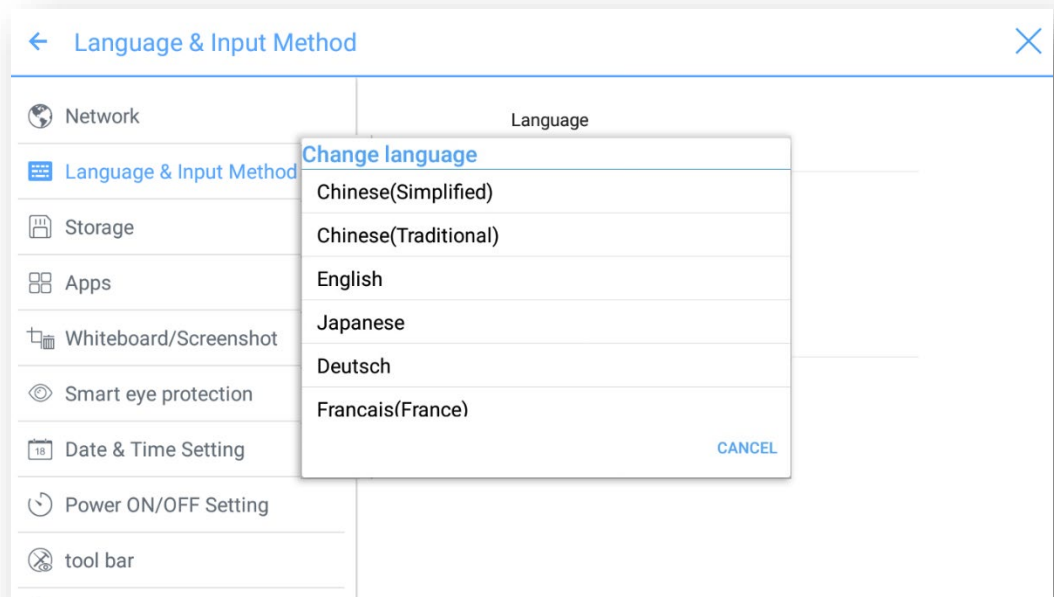 Language & Input Method
Network
Language & Input Method
Storage
Apps
Whiteboard/Screenshot
Smart eye protection
18
Date & Time Setting
Power ON/OFF Setting
tool bar
Language
Change language
Chinese(Simplified)
Chinese(Traditional)
English
Japanese
Deutsch
Francais(France)
CANCEL